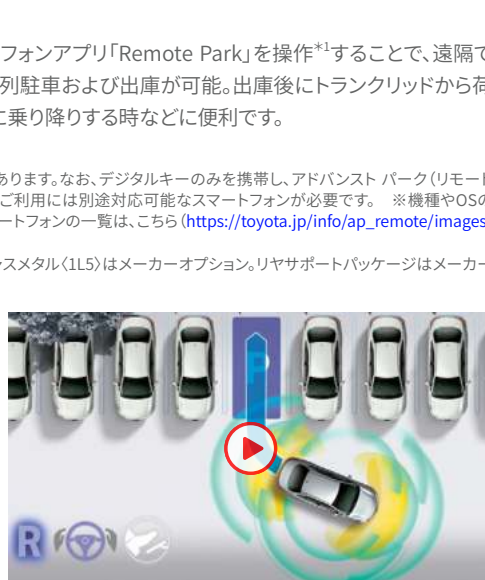 フォンアプリ「Remote Park」を操作*1することで、遠隔で
列駐車および出庫が可能。出庫後にトランクリッドから荷
に乗り降りする時などに便利です。
あります。なお、デジタルキーのみを携帯し、アドバンスト パーク(リモート
ご利用には別途対応可能なスマートフォンが必要です。 ※機種やOSの
ートフォンの一覧は、こちら(https://toyota.jp/info/ap_remote/images
ャスメタル〈1L5〉はメーカーオプション。リヤサポートパッケージはメーカー
P
R